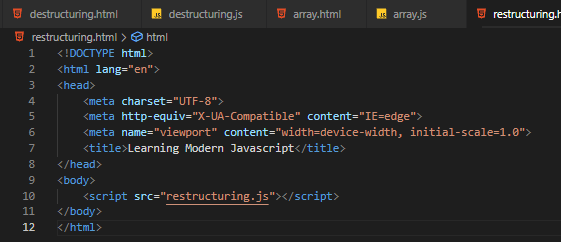 destructuring.html destructuring.js array.html array.js restructuring.h
restructuring.html > html
1 <!DOCTYPE html>
2 <html lang="en">
3 <head>
4 <meta charset="UTF-8">
5 <meta http-equiv="X-UA-Compatible" content="IE=edge">
6 <meta name="viewport" content="width=device-width, initial-scale=1.0">
7 <title>Learning Modern Javascript</title>
8 </head>
9 <body>
10 <script src="restructuring.js"></script>
11 </body>
12 </html>